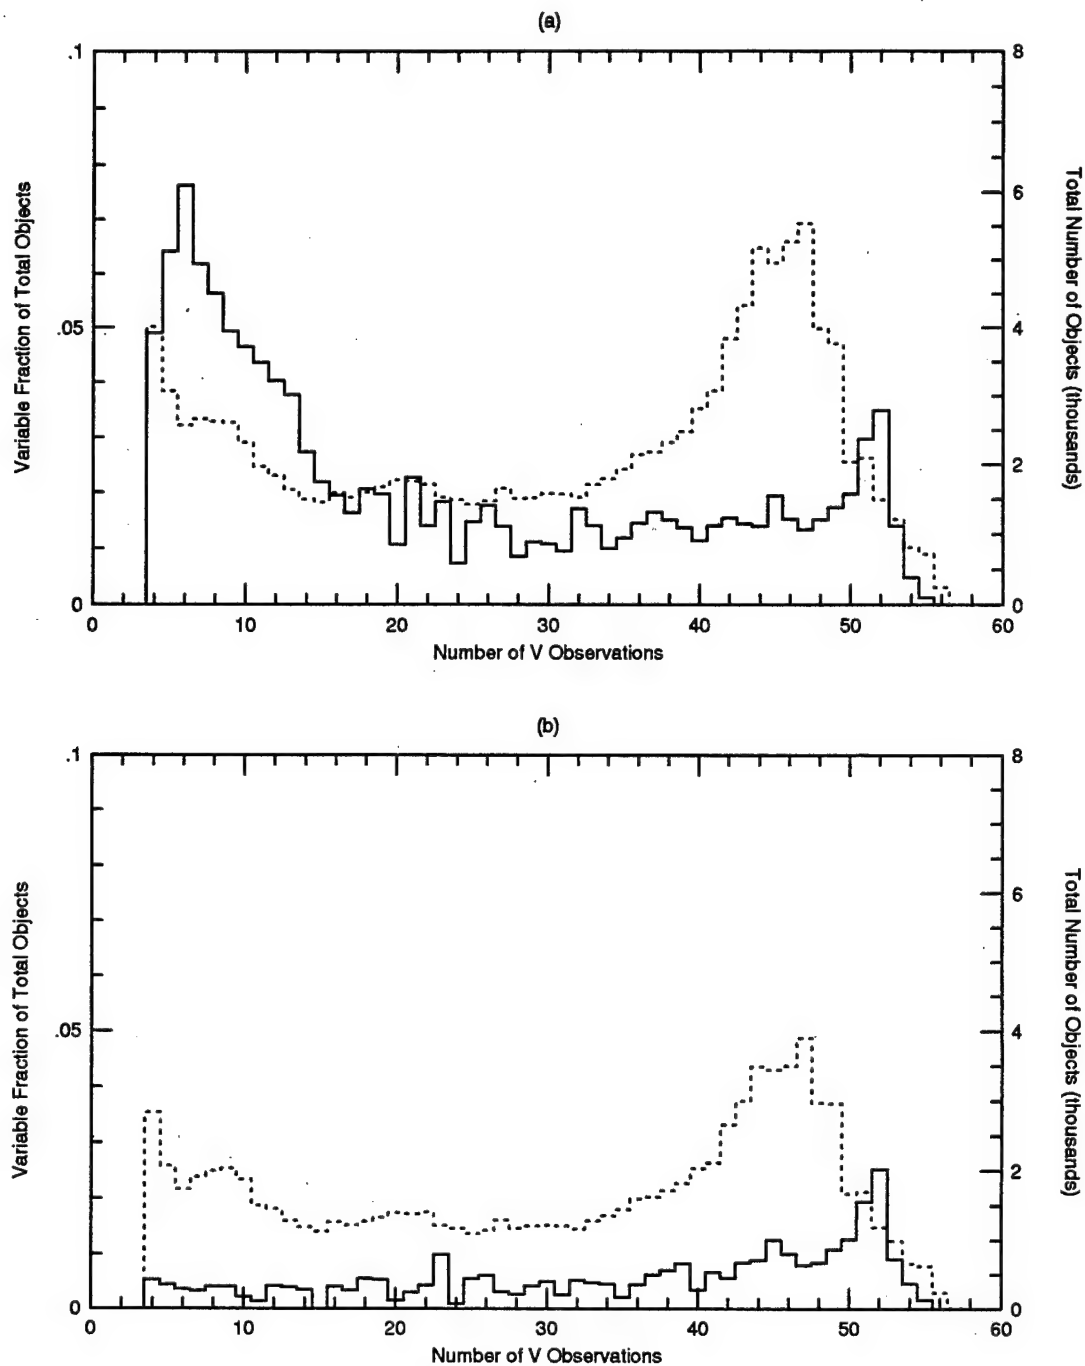 (a)
.1
.05
0
Variable Fraction of Total Objects
8
6
4
2
0
Total Number of Objects (thousands)
0 10 20 30 40 50 60
Number of V Observations
(b)
.1
.05
0
Variable Fraction of Total Objects
8
6
4
2
0
Total Number of Objects (thousands)
0 10 20 30 40 50 60
Number of V Observations